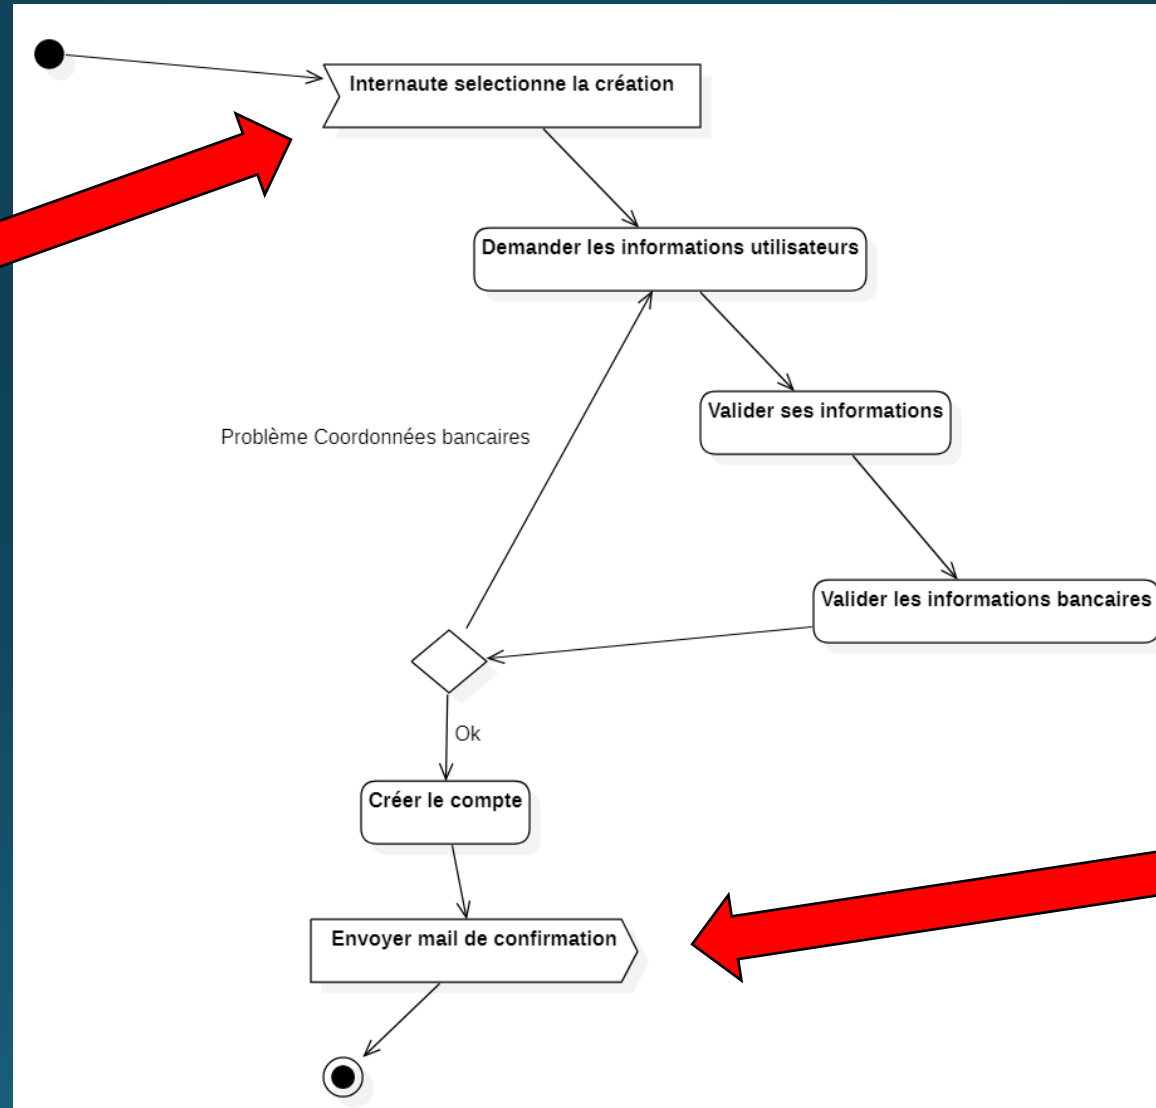 Internaute selectionne la création
Demander les informations utilisateurs
Valider ses informations
Problème Coordonnées bancaires
Valider les informations bancaires
Ok
Créer le compte
Envoyer mail de confirmation